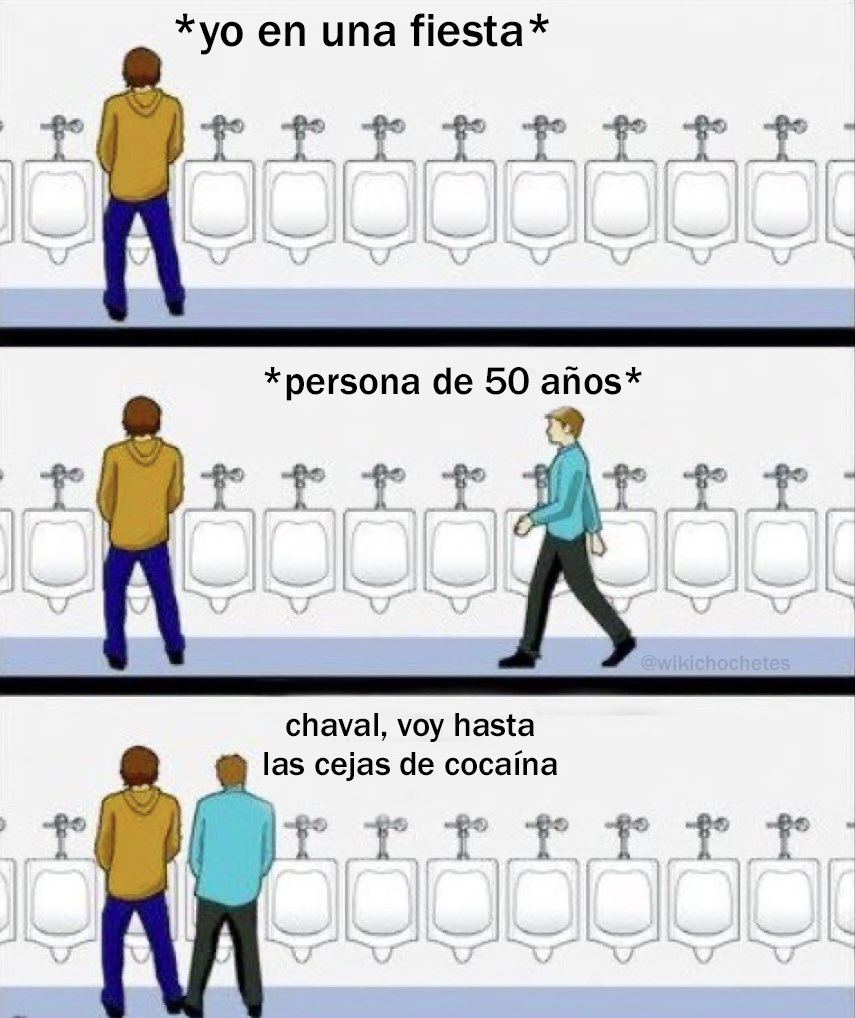 *yo en una fiesta*
*persona de 50 años*
@wikichochetes
chaval, voy hasta
las cejas de cocaína